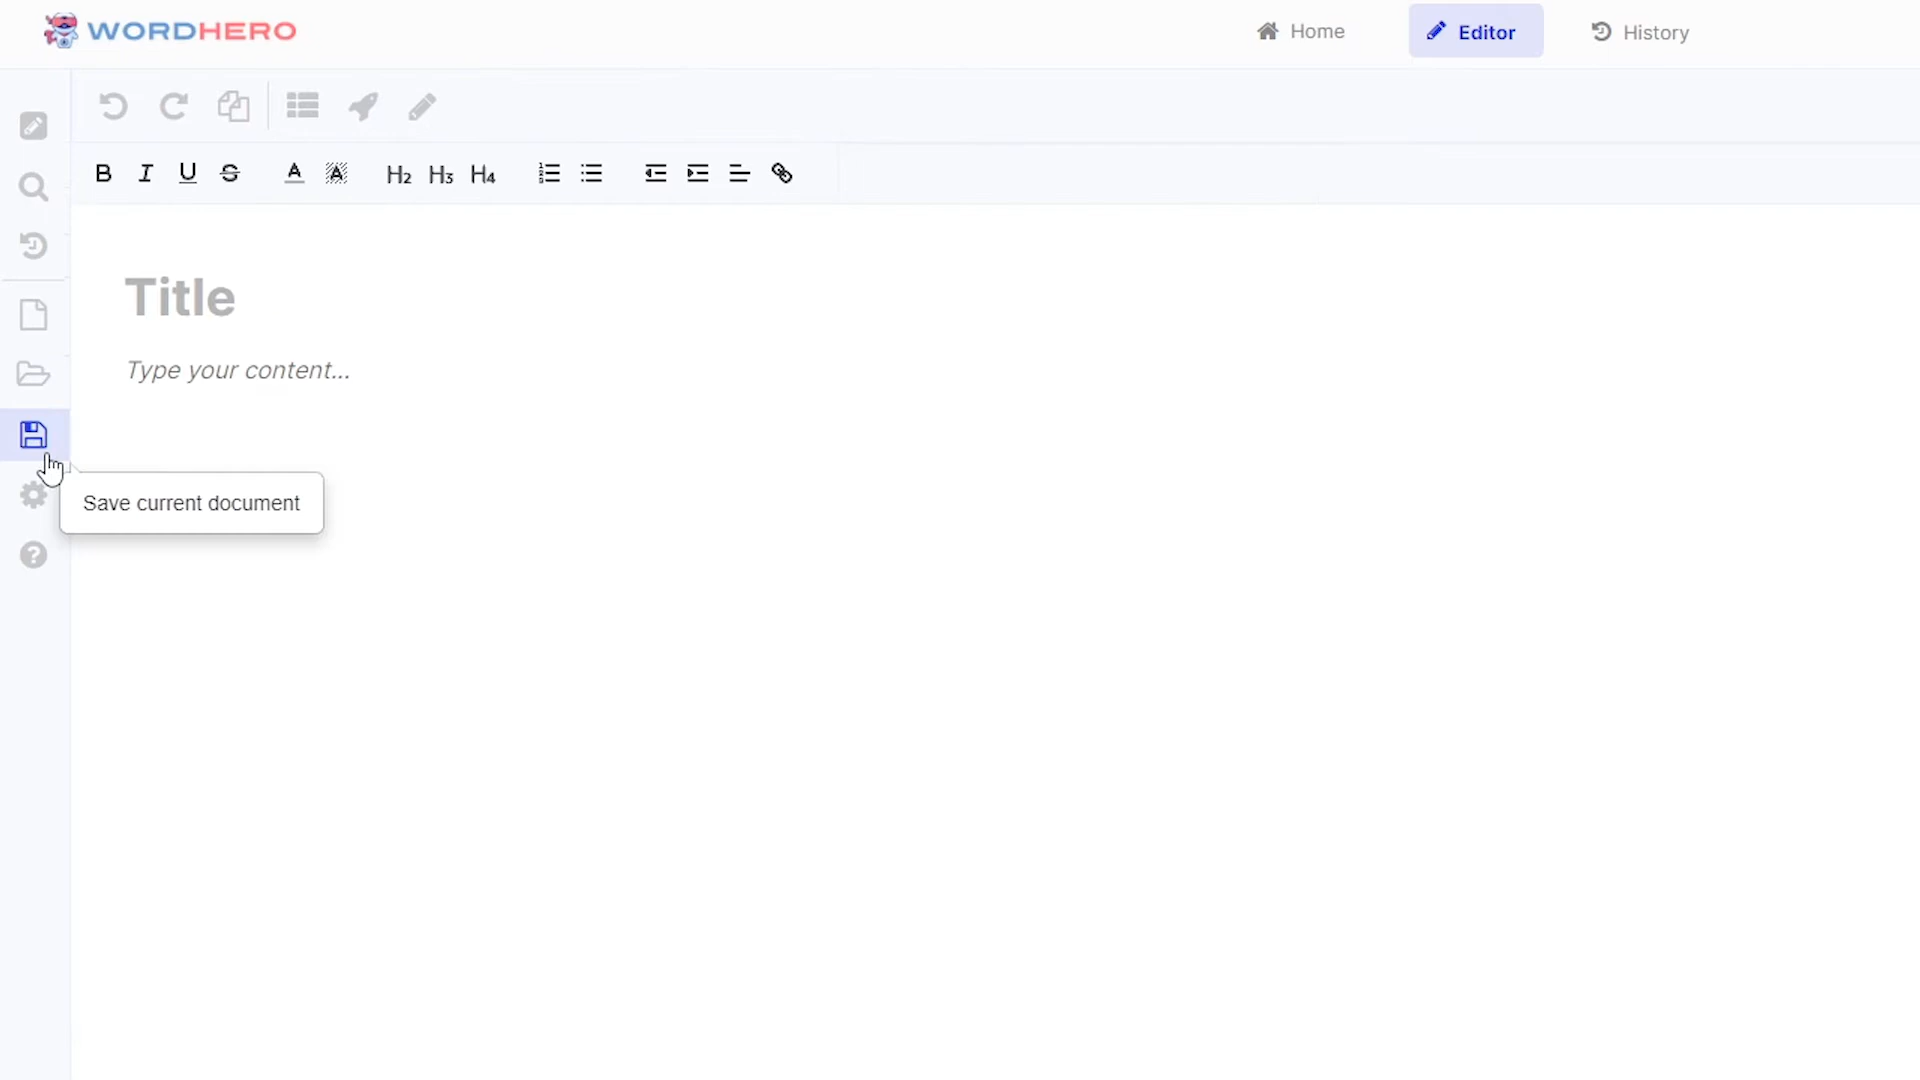 WORDHERO
Home
Editor
History
B I U S A A H2 H3 H4
Title
Type your content...
Save current document